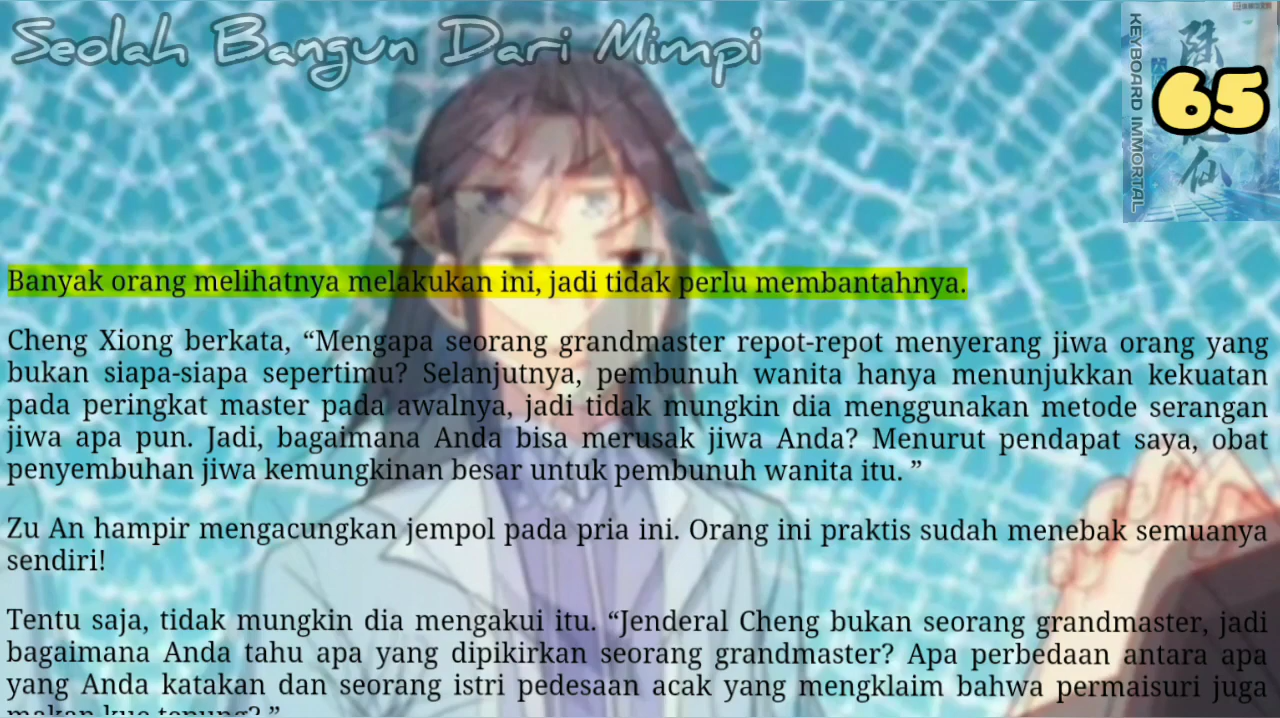 Seolah Bangun Dari Mimpi
KEYBOARD IMMORTAL
65
Banyak orang melihatnya melakukan ini, jadi tidak perlu membantahnya.
Cheng Xiong berkata, “Mengapa seorang grandmaster repot-repot menyerang jiwa orang yang
bukan siapa-siapa sepertimu? Selanjutnya, pembunuh wanita hanya menunjukkan kekuatan
pada peringkat master pada awalnya, jadi tidak mungkin dia menggunakan metode serangan
jiwa apa pun. Jadi, bagaimana Anda bisa merusak jiwa Anda? Menurut pendapat saya, obat
penyembuhan jiwa kemungkinan besar untuk pembunuh wanita itu. ”
Zu An hampir mengacungkan jempol pada pria ini. Orang ini praktis sudah menebak semuanya
sendiri!
Tentu saja, tidak mungkin dia mengakui itu. “Jenderal Cheng bukan seorang grandmaster, jadi
bagaimana Anda tahu apa yang dipikirkan seorang grandmaster? Apa perbedaan antara apa
yang Anda katakan dan seorang istri pedesaan acak yang mengklaim bahwa permaisuri juga